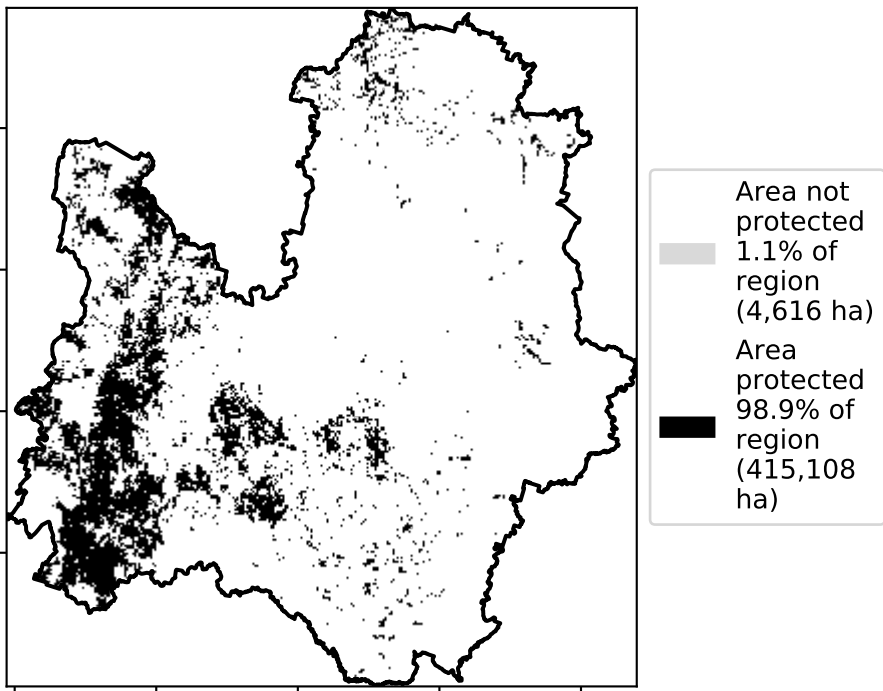 Area not
protected
1.1% of
region
(4,616 ha)
Area
protected
98.9% of
region
(415,108
ha)